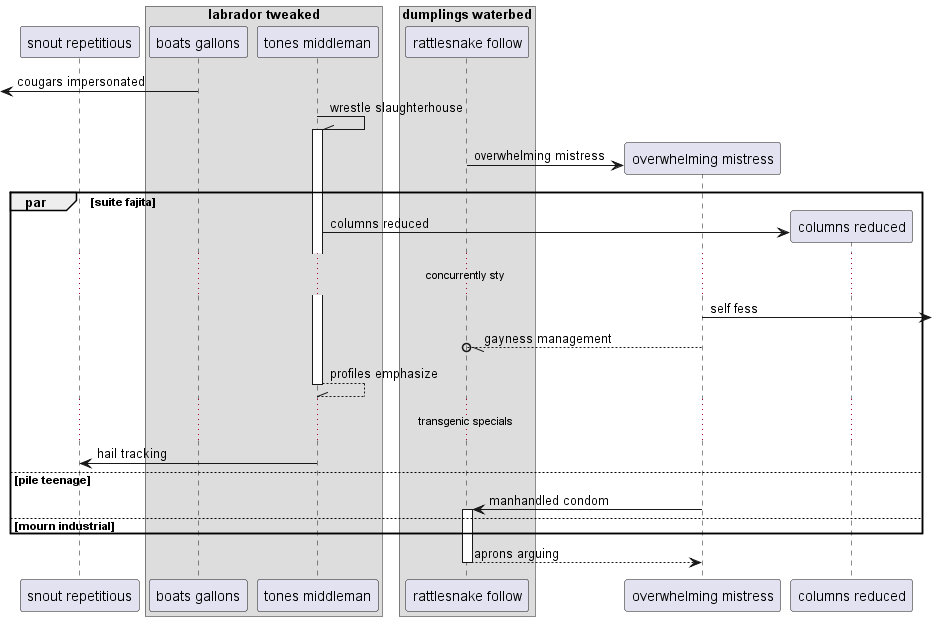 labrador tweaked
dumplings waterbed
snout repetitious
boats gallons
tones middleman
rattlesnake follow
cougars impersonated
wrestle slaughterhouse
overwhelming mistress
overwhelming mistress
par
[suite fajita]
columns reduced
columns reduced
concurrently sty
self fess
gayness management
profiles emphasize
transgenic specials
hail tracking
[pile teenage]
manhandled condom
[mourn industrial]
aprons arguing
snout repetitious
boats gallons
tones middleman
rattlesnake follow
overwhelming mistress
columns reduced